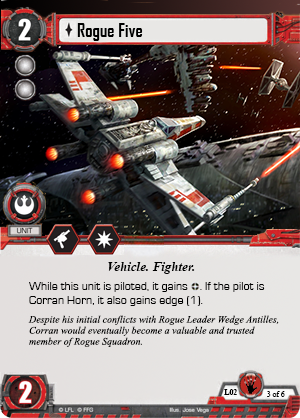 2
Rogue Five
UNIT
Vehicle. Fighter.
While this unit is piloted, it gains . If the pilot is
Corran Horn, it also gains edge (1).
Despite his initial conflicts with Rogue Leader Wedge Antilles,
Corran would eventually become a valuable and trusted
member of Rogue Squadron.
2
© LFL © FFG
Illus. Jose Vega
L02
3 of 6